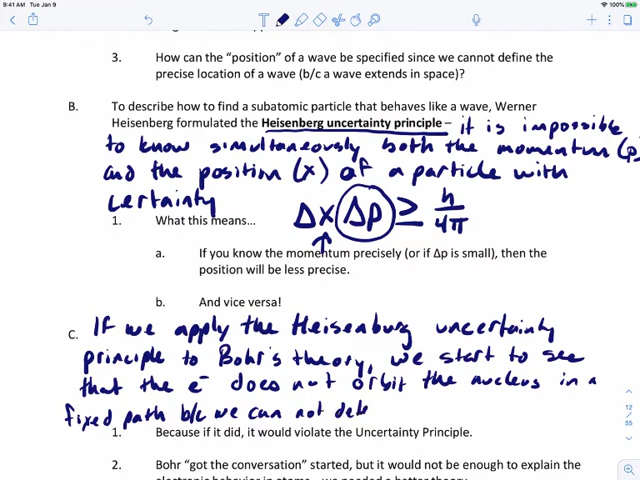 9:41 AM Tue Jan 9
100%
3. How can the "position" of a wave be specified since we cannot define the
precise location of a wave (b/c a wave extends in space)?
B. To describe how to find a subatomic particle that behaves like a wave, Werner
Heisenberg formulated the Heisenberg uncertainty principle – it is impossible
to know simultaneously both the momentum (p)
and the position (x) of a particle with
certainty
Δx Δp ≥ h/4π
1. What this means...
a. If you know the momentum precisely (or if Δp is small), then the
position will be less precise.
b. And vice versa!
C. If we apply the Heisenburg uncertainty
principle to Bohr's theory, we start to see
that the e⁻ does not orbit the nucleus in a
fixed path b/c we can not det
1. Because if it did, it would violate the Uncertainty Principle.
2. Bohr "got the conversation" started, but it would not be enough to explain the
12
/
55